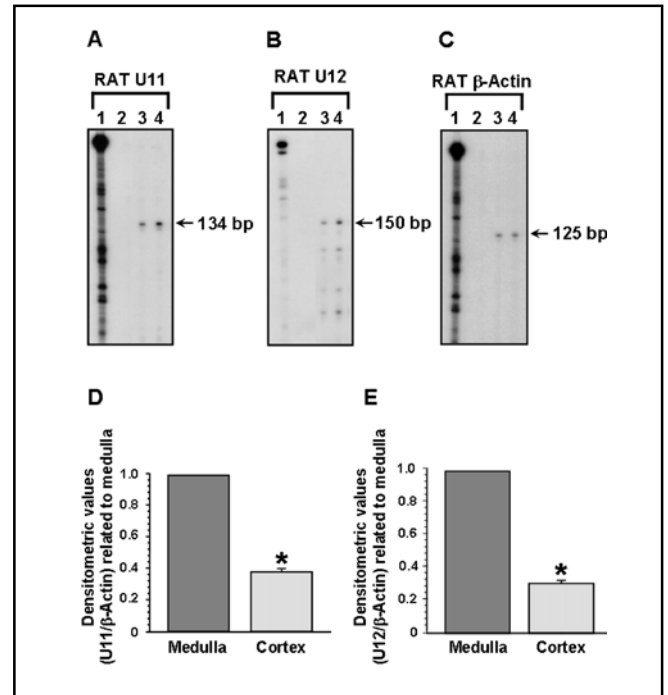 A
B
C
RAT U11
RAT U12
RAT β-Actin
1 2 3 4
1 2 3 4
1 2 3 4
←134 bp
←150 bp
←125 bp
D
E
Densitometric values
(U11/β-Actin) related to medulla
1.0
0.8
0.6
0.4
0.2
0
Medulla Cortex
*
Densitometric values
(U12/β-Actin) related to medulla
1.0
0.8
0.6
0.4
0.2
0
Medulla Cortex
*